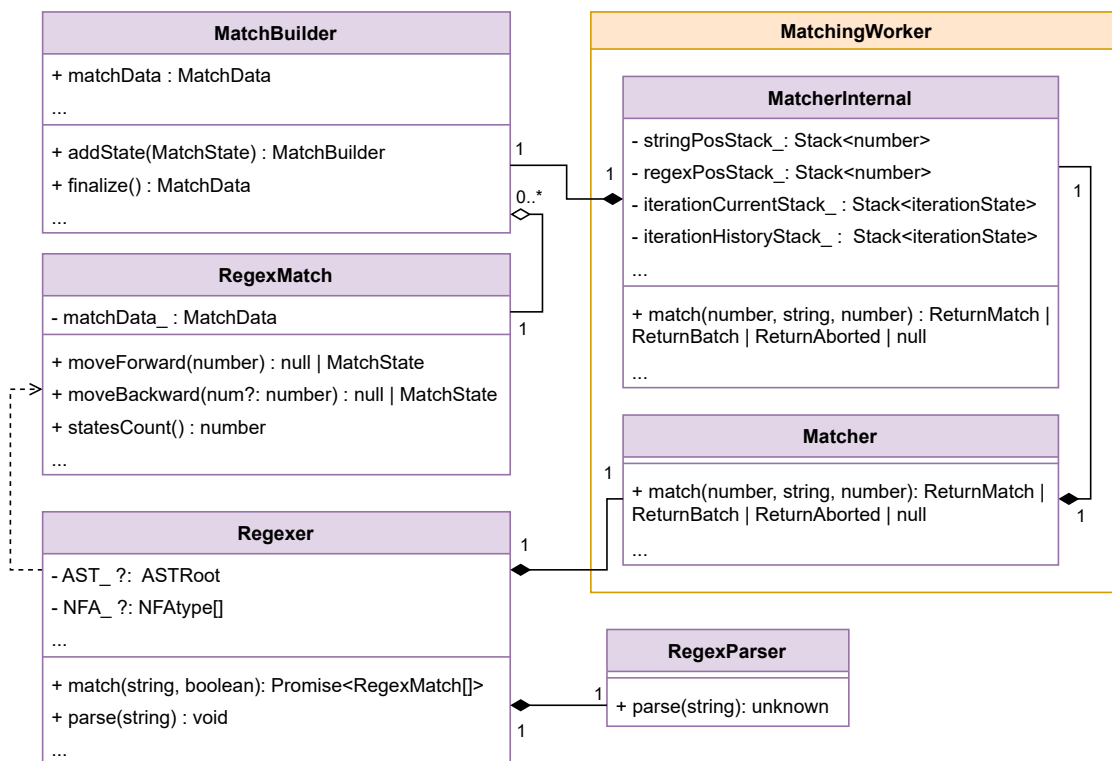 MatchBuilder
+ matchData : MatchData
...
+ addState(MatchState) : MatchBuilder
+ finalize() : MatchData
...
1
0..*
RegexMatch
- matchData_ : MatchData
1
+ moveForward(number) : null | MatchState
+ moveBackward(num?: number) : null | MatchState
+ statesCount() : number
...
Regexer
- AST_ ?: ASTRoot
- NFA_ ?: NFAtype[]
...
+ match(string, boolean): Promise<RegexMatch[]>
+ parse(string) : void
...
1
1
MatchingWorker
MatcherInternal
- stringPosStack_: Stack<number>
- regexPosStack_: Stack<number>
- iterationCurrentStack_ : Stack<iterationState>
- iterationHistoryStack_ : Stack<iterationState>
...
+ match(number, string, number) : ReturnMatch |
ReturnBatch | ReturnAborted | null
...
1
1
Matcher
+ match(number, string, number): ReturnMatch |
ReturnBatch | ReturnAborted | null
...
1
1
RegexParser
+ parse(string): unknown
1